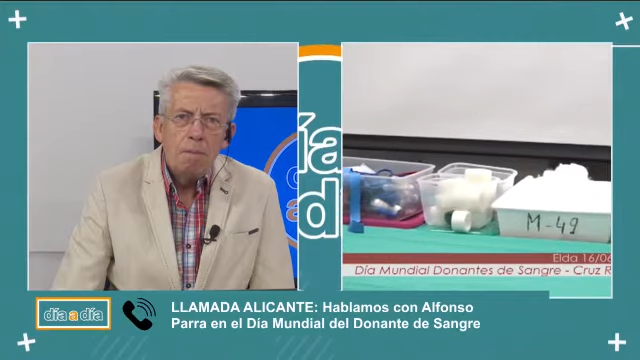 M-49
Elda 16/06
Día Mundial Donantes de Sangre - Cruz R
día a día
LLAMADA ALICANTE: Hablamos con Alfonso
Parra en el Día Mundial del Donante de Sangre